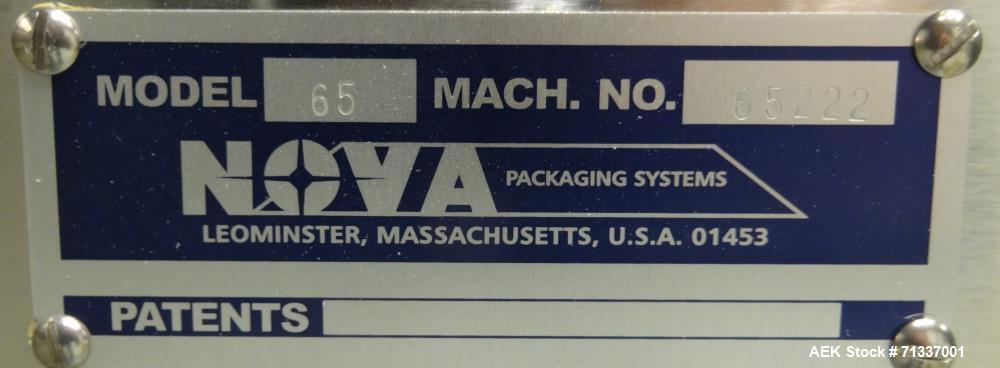 MODEL 65 MACH. NO. 65222
NOVA PACKAGING SYSTEMS
LEOMINSTER, MASSACHUSETTS, U.S.A. 01453
PATENTS
AEK Stock # 71337001